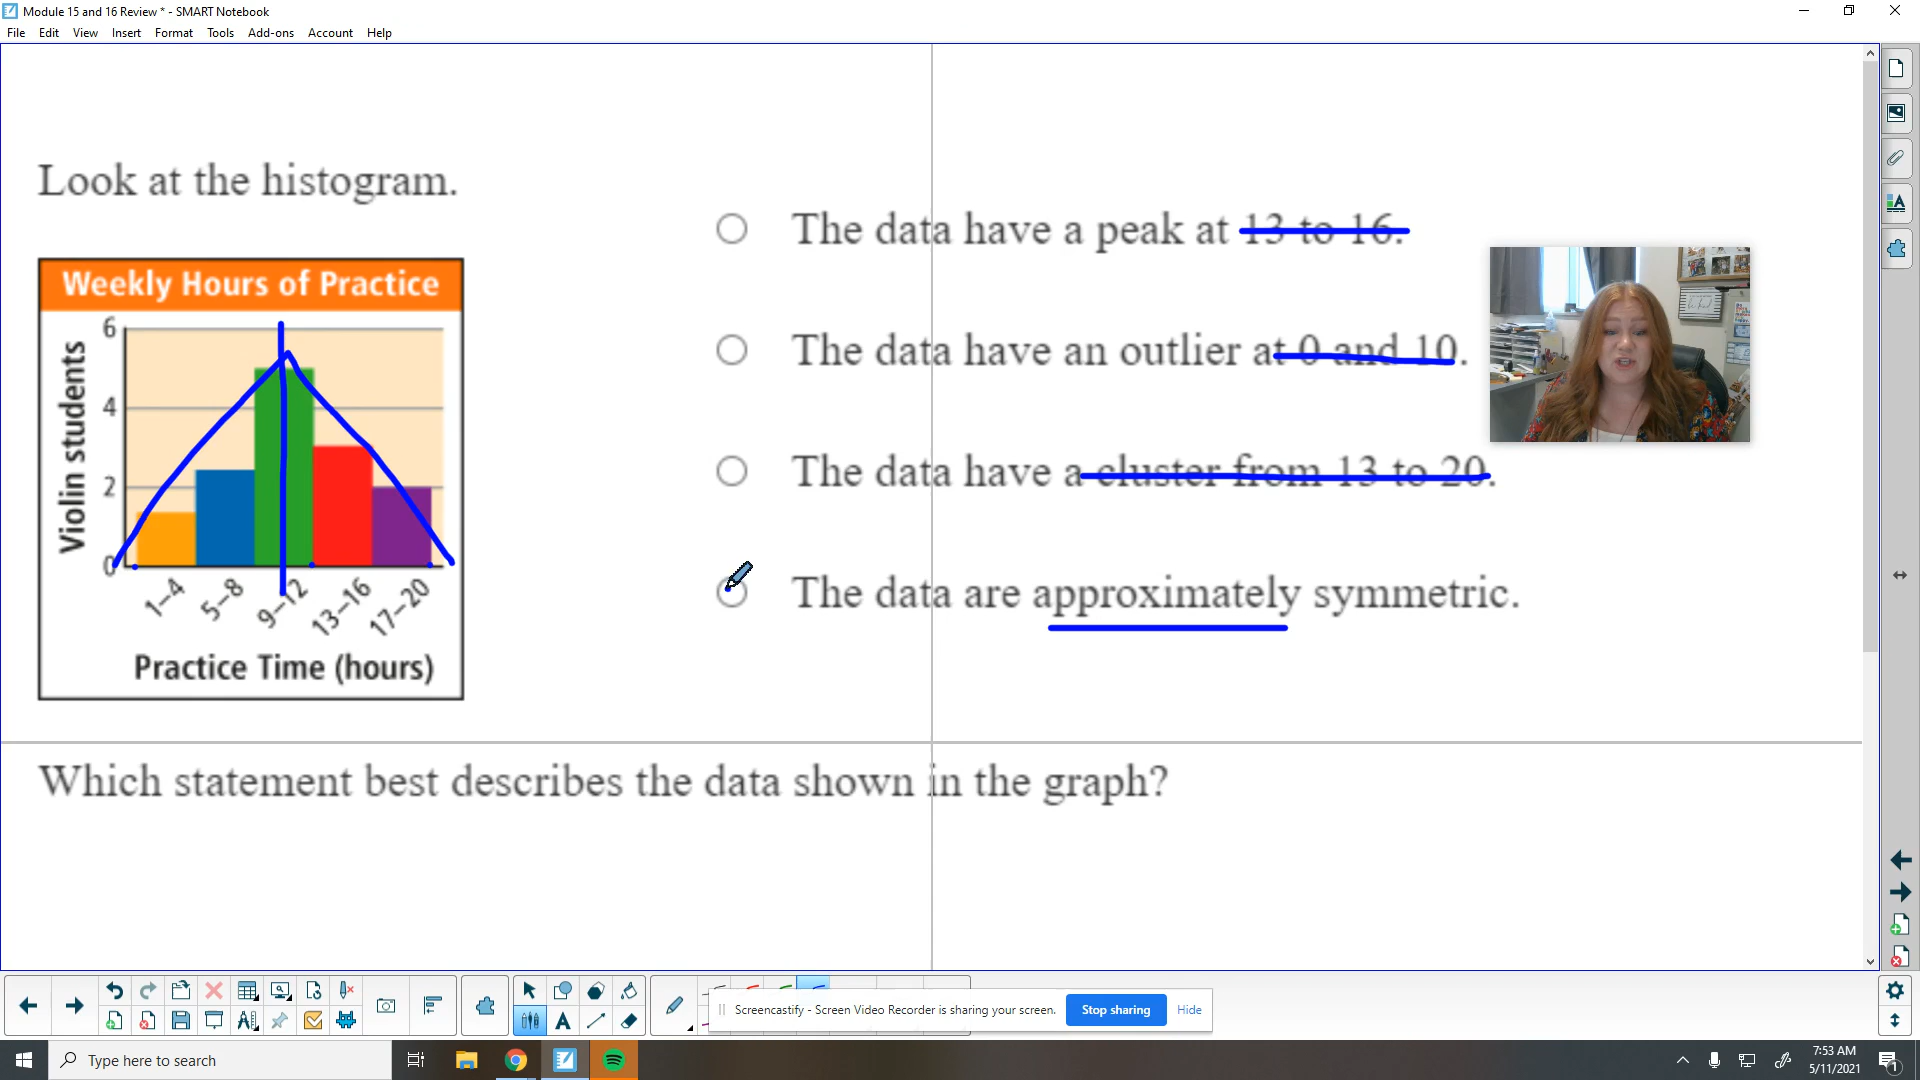 Module 15 and 16 Review * - SMART Notebook
File Edit View Insert Format Tools Add-ons Account Help
Look at the histogram.
Weekly Hours of Practice
Violin students
6
4
2
0
1–4
5–8
9–12
13–16
17–20
Practice Time (hours)
The data have a peak at 13 to 16.
The data have an outlier at 0 and 10.
The data have a cluster from 13 to 20.
The data are approximately symmetric.
Which statement best describes the data shown in the graph?
Screencastify - Screen Video Recorder is sharing your screen.
Stop sharing
Hide
Type here to search
7:53 AM
5/11/2021
1